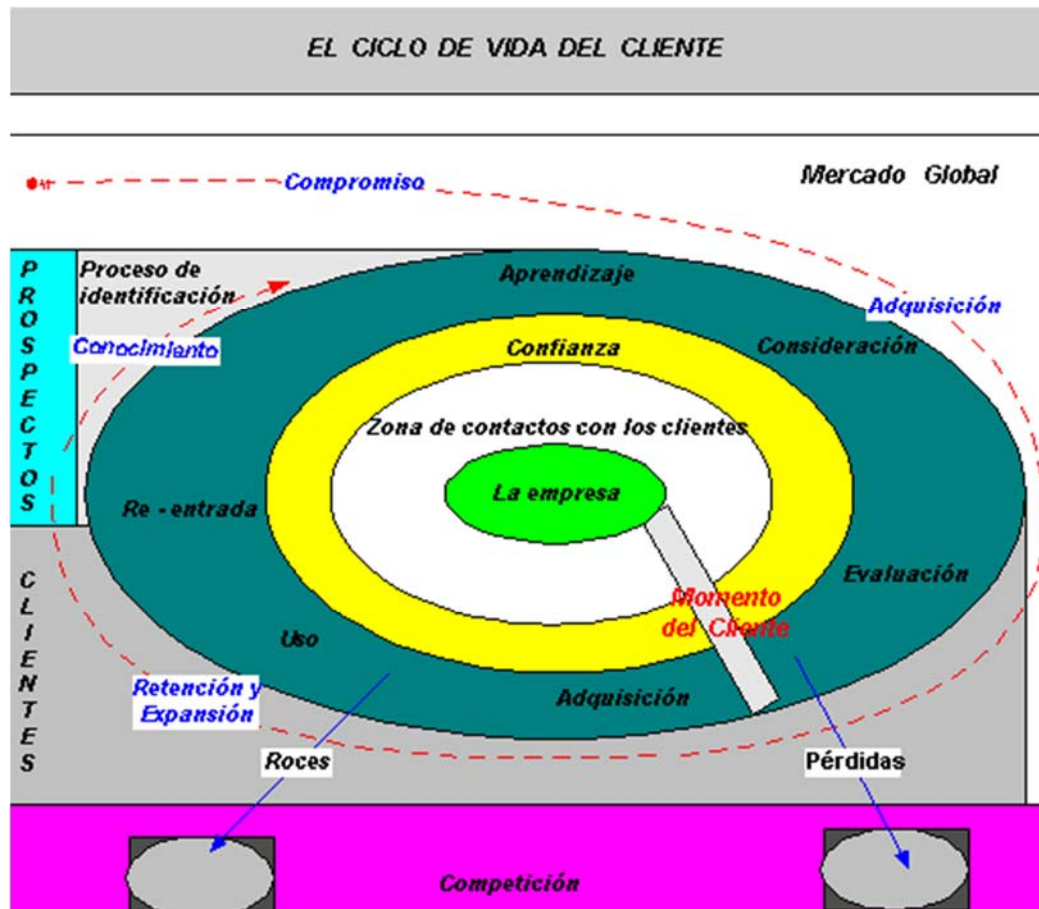 EL CICLO DE VIDA DEL CLIENTE
Compromiso
Mercado Global
PROSPECTOS
Proceso de
identificación
Aprendizaje
Adquisición
Conocimiento
Confianza
Consideración
Zona de contactos con los clientes
La empresa
Re - entrada
CLIENTES
Evaluación
Momento
del Cliente
Uso
Retención y
Expansión
Adquisición
Roces
Pérdidas
Competición